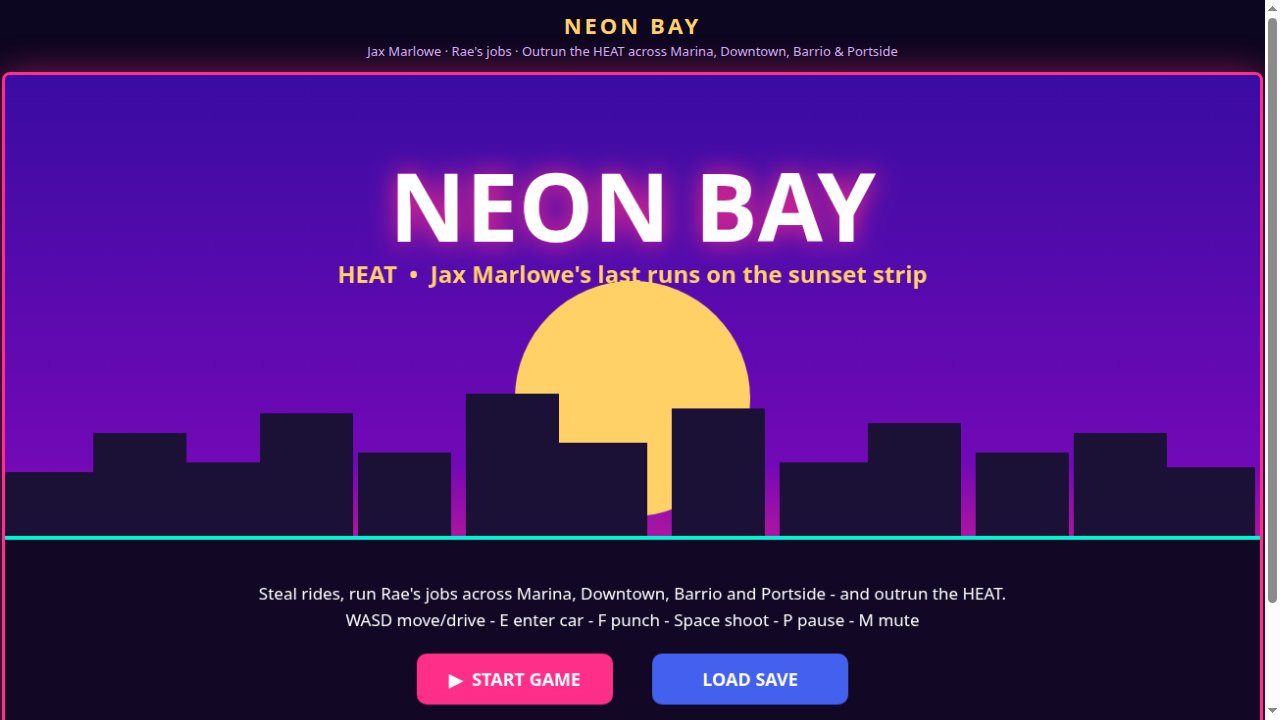 NEON BAY
Jax Marlowe · Rae's jobs · Outrun the HEAT across Marina, Downtown, Barrio & Portside
NEON BAY
HEAT • Jax Marlowe's last runs on the sunset strip
Steal rides, run Rae's jobs across Marina, Downtown, Barrio and Portside - and outrun the HEAT.
WASD move/drive - E enter car - F punch - Space shoot - P pause - M mute
▶ START GAME
LOAD SAVE